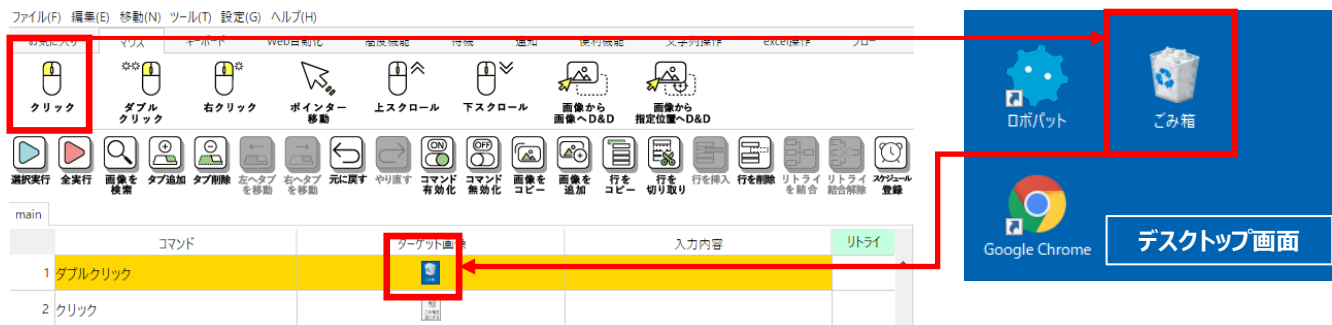 ファイル(F) 編集(E) 移動(N) ツール(T) 設定(G) ヘルプ(H)
お気に入り マウス キーボード Web自動化 高度機能 待機 通知 便利機能 文字列操作 excel操作 フロー
クリック
ダブル
クリック
右クリック
ポインター
移動
上スクロール
下スクロール
画像から
画像へD&D
画像から
指定位置へD&D
ON
OFF
選択実行
全実行
画像を
検索
タブ追加
タブ削除
左へタブ
を移動
右へタブ
を移動
元に戻す
やり直す
コマンド
有効化
コマンド
無効化
画像を
コピー
画像を
追加
行を
コピー
行を
切り取り
行を挿入
行を削除
リトライ
を結合
リトライ
結合解除
スケジュール
登録
main
コマンド ターゲット画像 入力内容 リトライ
1 ダブルクリック
ごみ箱
2 クリック
ロボパット
ごみ箱
Google Chrome
デスクトップ画面